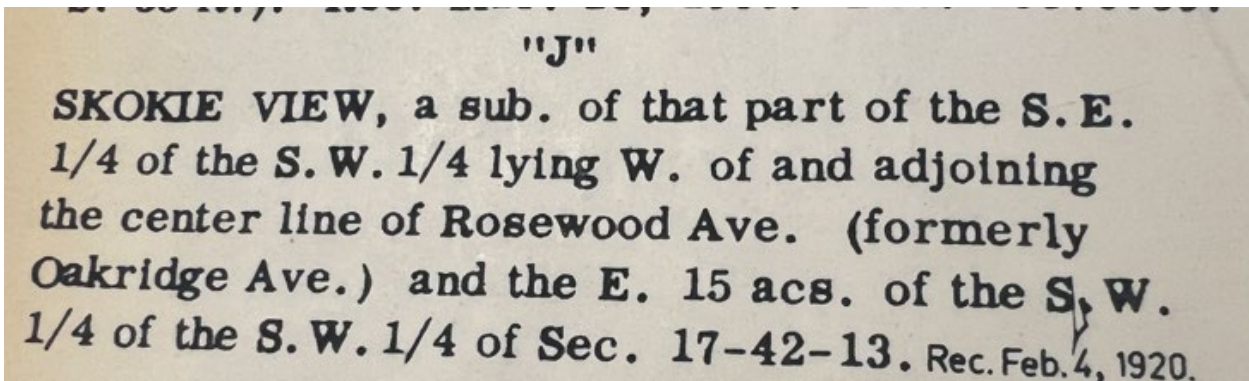 "J"
SKOKIE VIEW, a sub. of that part of the S.E.
1/4 of the S.W. 1/4 lying W. of and adjoining
the center line of Rosewood Ave. (formerly
Oakridge Ave.) and the E. 15 acs. of the S.W.
1/4 of the S.W. 1/4 of Sec. 17-42-13. Rec. Feb. 4, 1920.